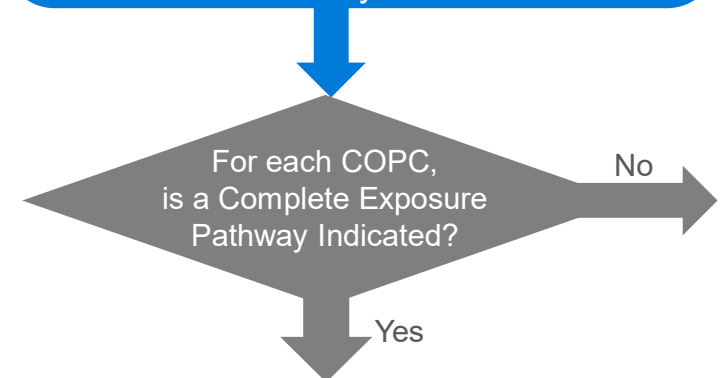 For each COPC,
is a Complete Exposure
Pathway Indicated?
No
Yes